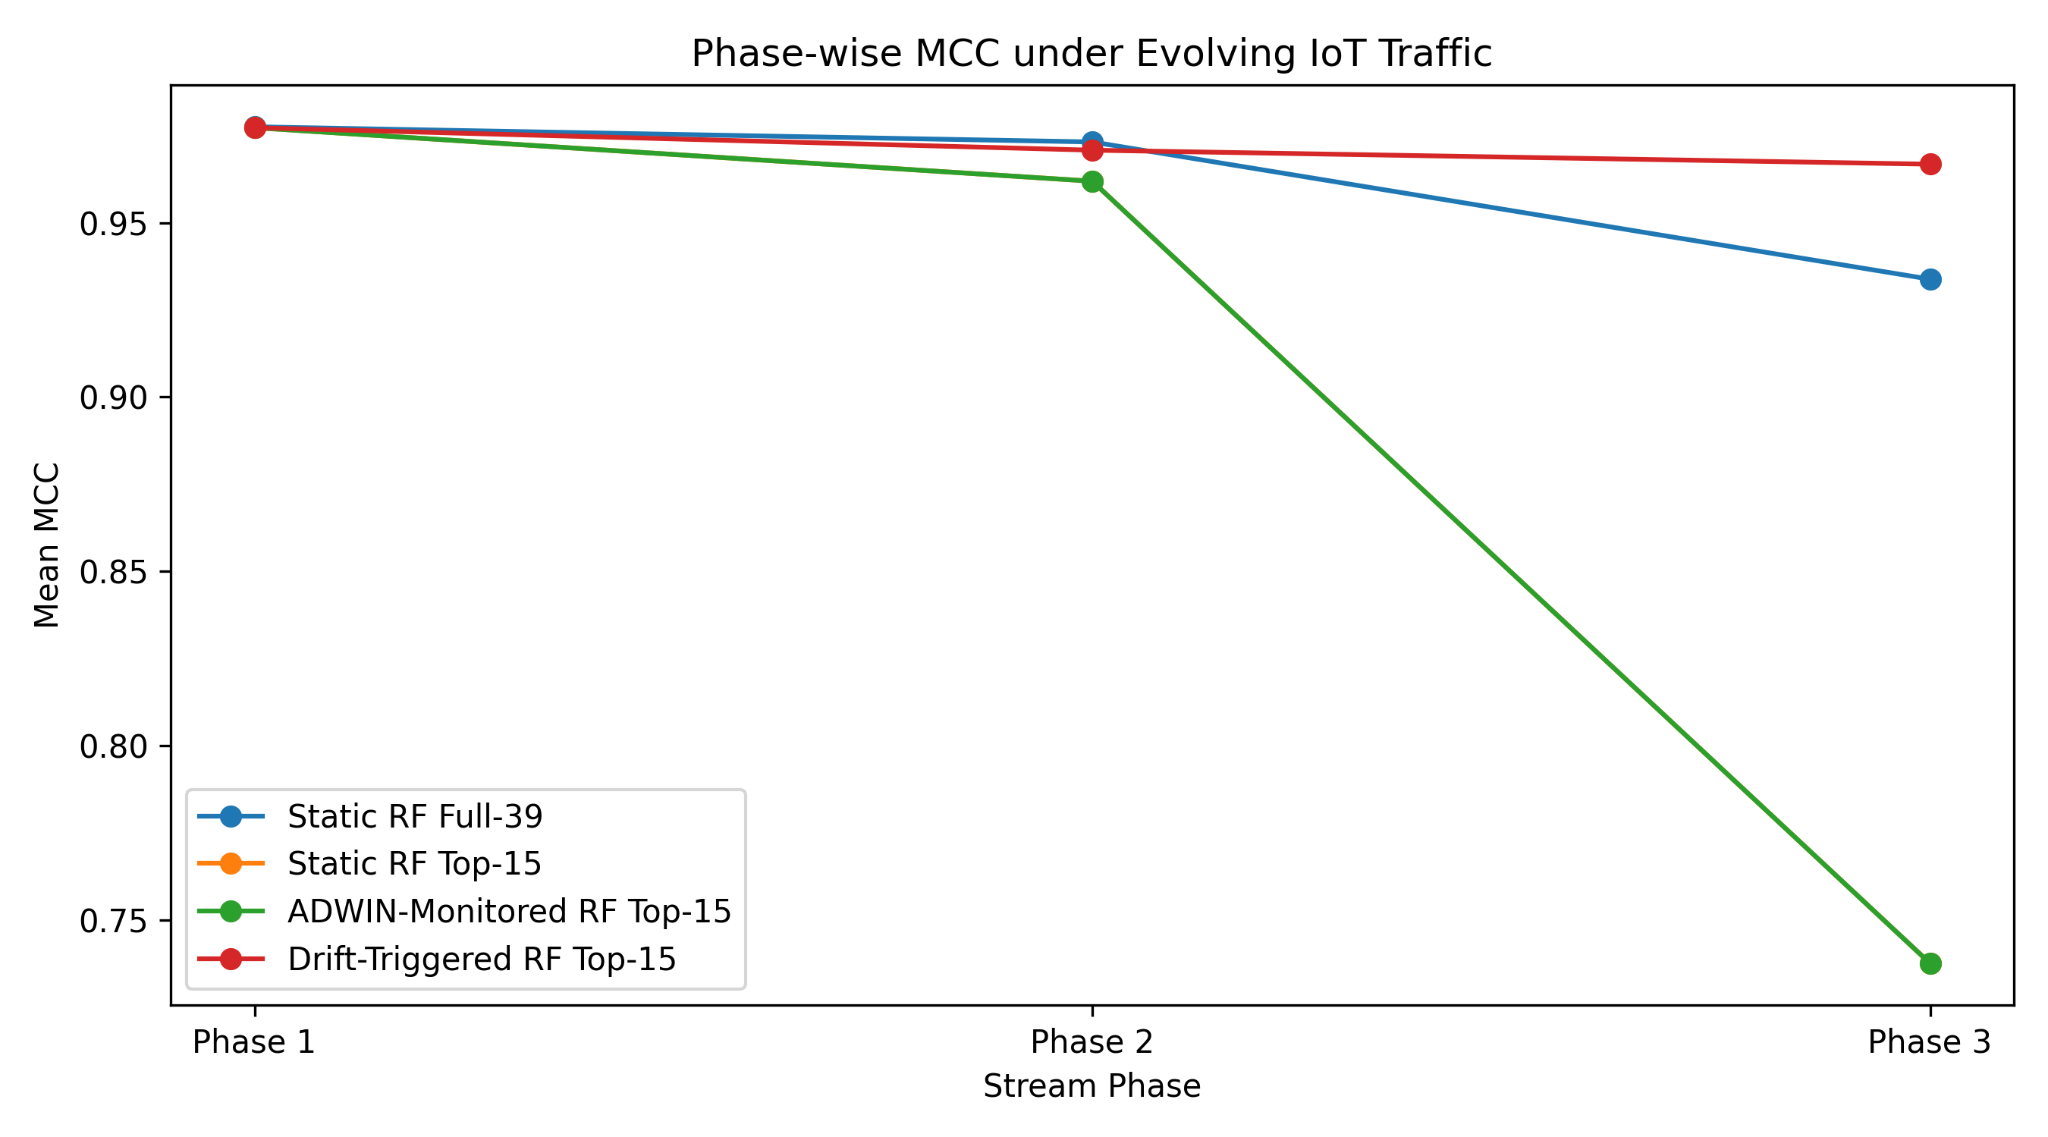 Phase-wise MCC under Evolving IoT Traffic
Mean MCC
0.95
0.90
0.85
0.80
0.75
Static RF Full-39
Static RF Top-15
ADWIN-Monitored RF Top-15
Drift-Triggered RF Top-15
Phase 1
Phase 2
Phase 3
Stream Phase